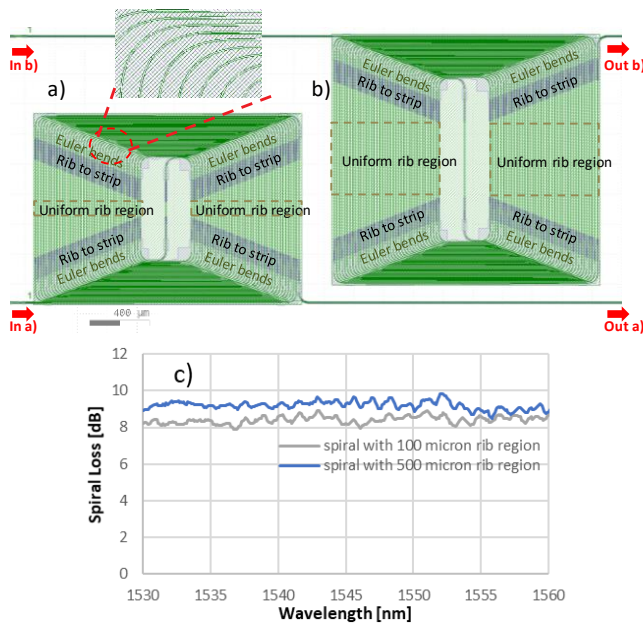 1
In b)
a)
b)
Out b)
Euler bends
Rib to strip
Euler bends
Rib to strip
Uniform rib region
Rib to strip
Euler bends
Rib to strip
Euler bends
Euler bends
Rib to strip
Euler bends
Rib to strip
Uniform rib region
Uniform rib region
Rib to strip
Euler bends
Rib to strip
Euler bends
1
In a)
400 µm
Out a)
c)
Spiral Loss [dB]
12
10
8
6
4
2
0
spiral with 100 micron rib region
spiral with 500 micron rib region
1530 1535 1540 1545 1550 1555 1560
Wavelength [nm]